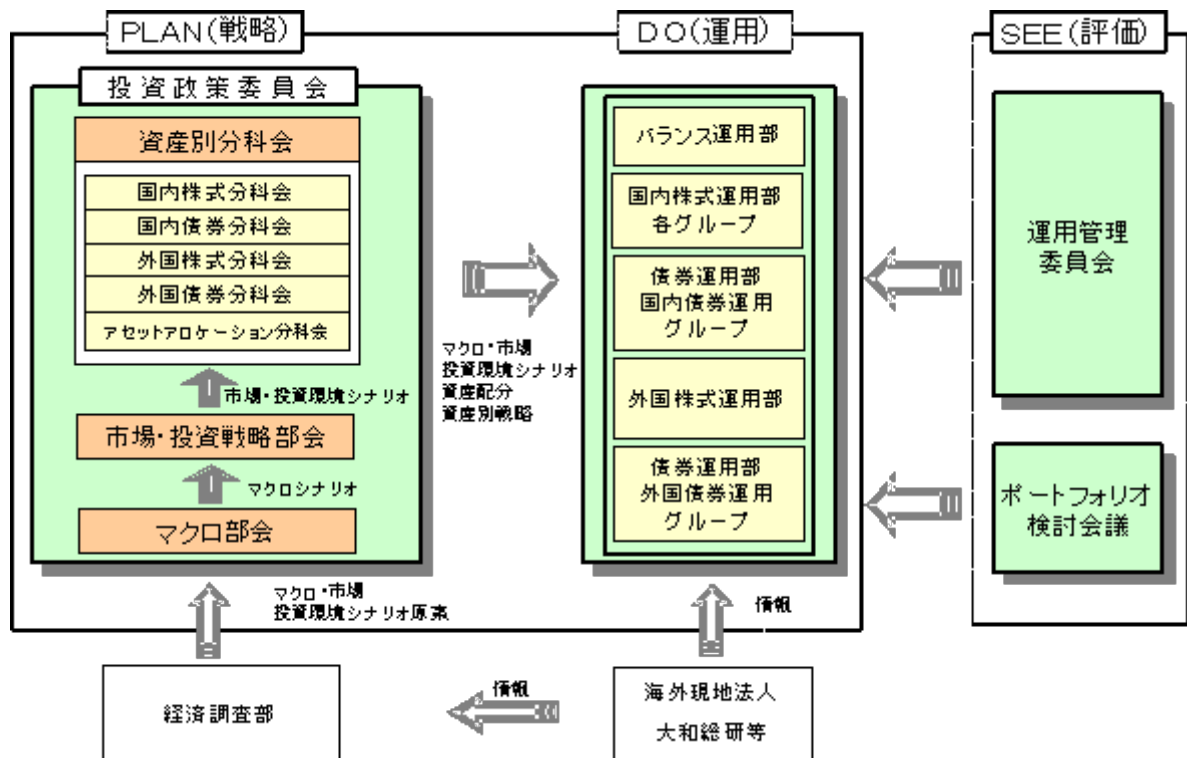 PLAN(戦略)
投資政策委員会
資産別分科会
国内株式分科会
国内債券分科会
外国株式分科会
外国債券分科会
アセットアロケーション分科会
市場・投資環境シナリオ
市場・投資戦略部会
マクロシナリオ
マクロ部会
マクロ・市場
投資環境シナリオ
資産配分
資産別戦略
DO(運用)
バランス運用部
国内株式運用部
各グループ
債券運用部
国内債券運用
グループ
外国株式運用部
債券運用部
外国債券運用
グループ
SEE(評価)
運用管理
委員会
ポートフォリオ
検討会議
マクロ・市場
投資環境シナリオ原案
情報
経済調査部
情報
海外現地法人
大和総研等